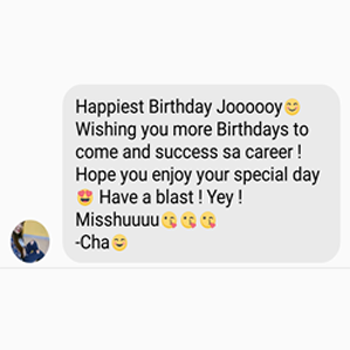 Happiest Birthday Joooooy😊
Wishing you more Birthdays to
come and success sa career !
Hope you enjoy your special day
😍 Have a blast ! Yey !
Misshuuuu😘😘😘
-Cha😄